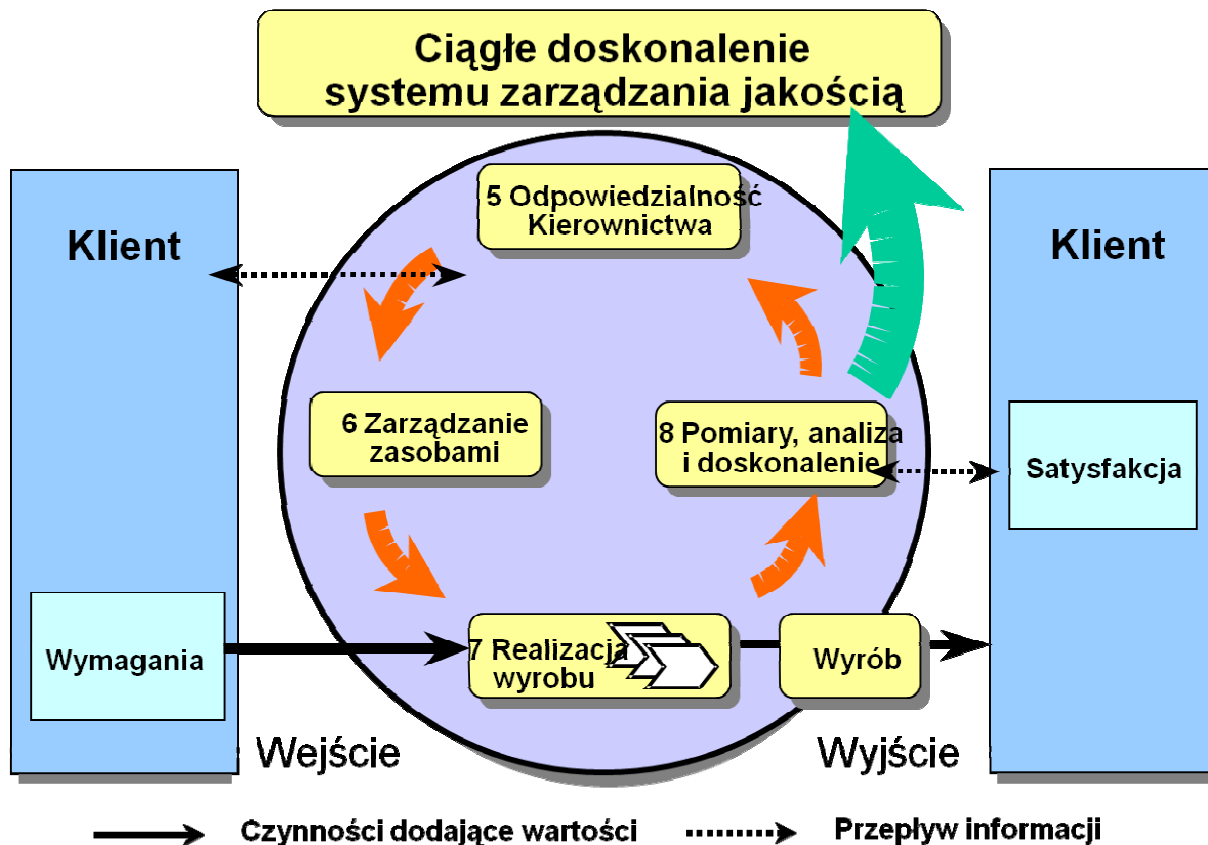 Ciągłe doskonalenie
systemu zarządzania jakością
Klient
5 Odpowiedzialność
Kierownictwa
Klient
6 Zarządzanie
zasobami
8 Pomiary, analiza
i doskonalenie
Satysfakcja
Wymagania
7 Realizacja
wyrobu
Wyrób
Wejście
Wyjście
Czynności dodające wartości
Przepływ informacji